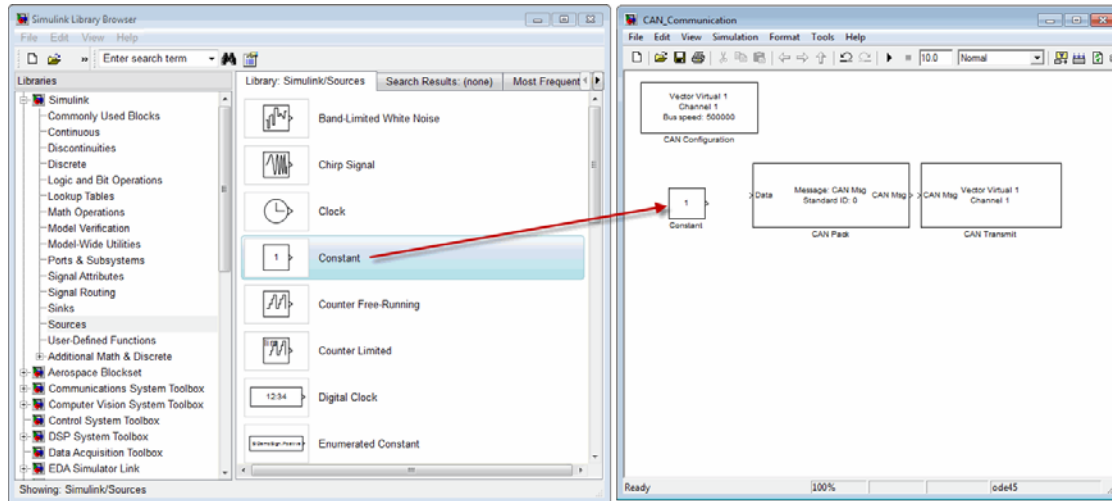 Simulink Library Browser
File Edit View Help
» Enter search term
Libraries
Library: Simulink/Sources Search Results: (none) Most Frequent
Simulink
Commonly Used Blocks
Continuous
Discontinuities
Discrete
Logic and Bit Operations
Lookup Tables
Math Operations
Model Verification
Model-Wide Utilities
Ports & Subsystems
Signal Attributes
Signal Routing
Sinks
Sources
User-Defined Functions
Additional Math & Discrete
Aerospace Blockset
Communications System Toolbox
Computer Vision System Toolbox
Control System Toolbox
DSP System Toolbox
Data Acquisition Toolbox
EDA Simulator Link
Band-Limited White Noise
Chirp Signal
Clock
1
Constant
Counter Free-Running
Counter Limited
12:34
Digital Clock
Enumerated Constant
Showing: Simulink/Sources
CAN_Communication
File Edit View Simulation Format Tools Help
10.0 Normal
Vector Virtual 1
Channel 1
Bus speed: 500000
CAN Configuration
1
Constant
Data
Message: CAN Msg
Standard ID: 0
CAN Msg
CAN Pack
CAN Msg
Vector Virtual 1
Channel 1
CAN Transmit
Ready 100% ode45